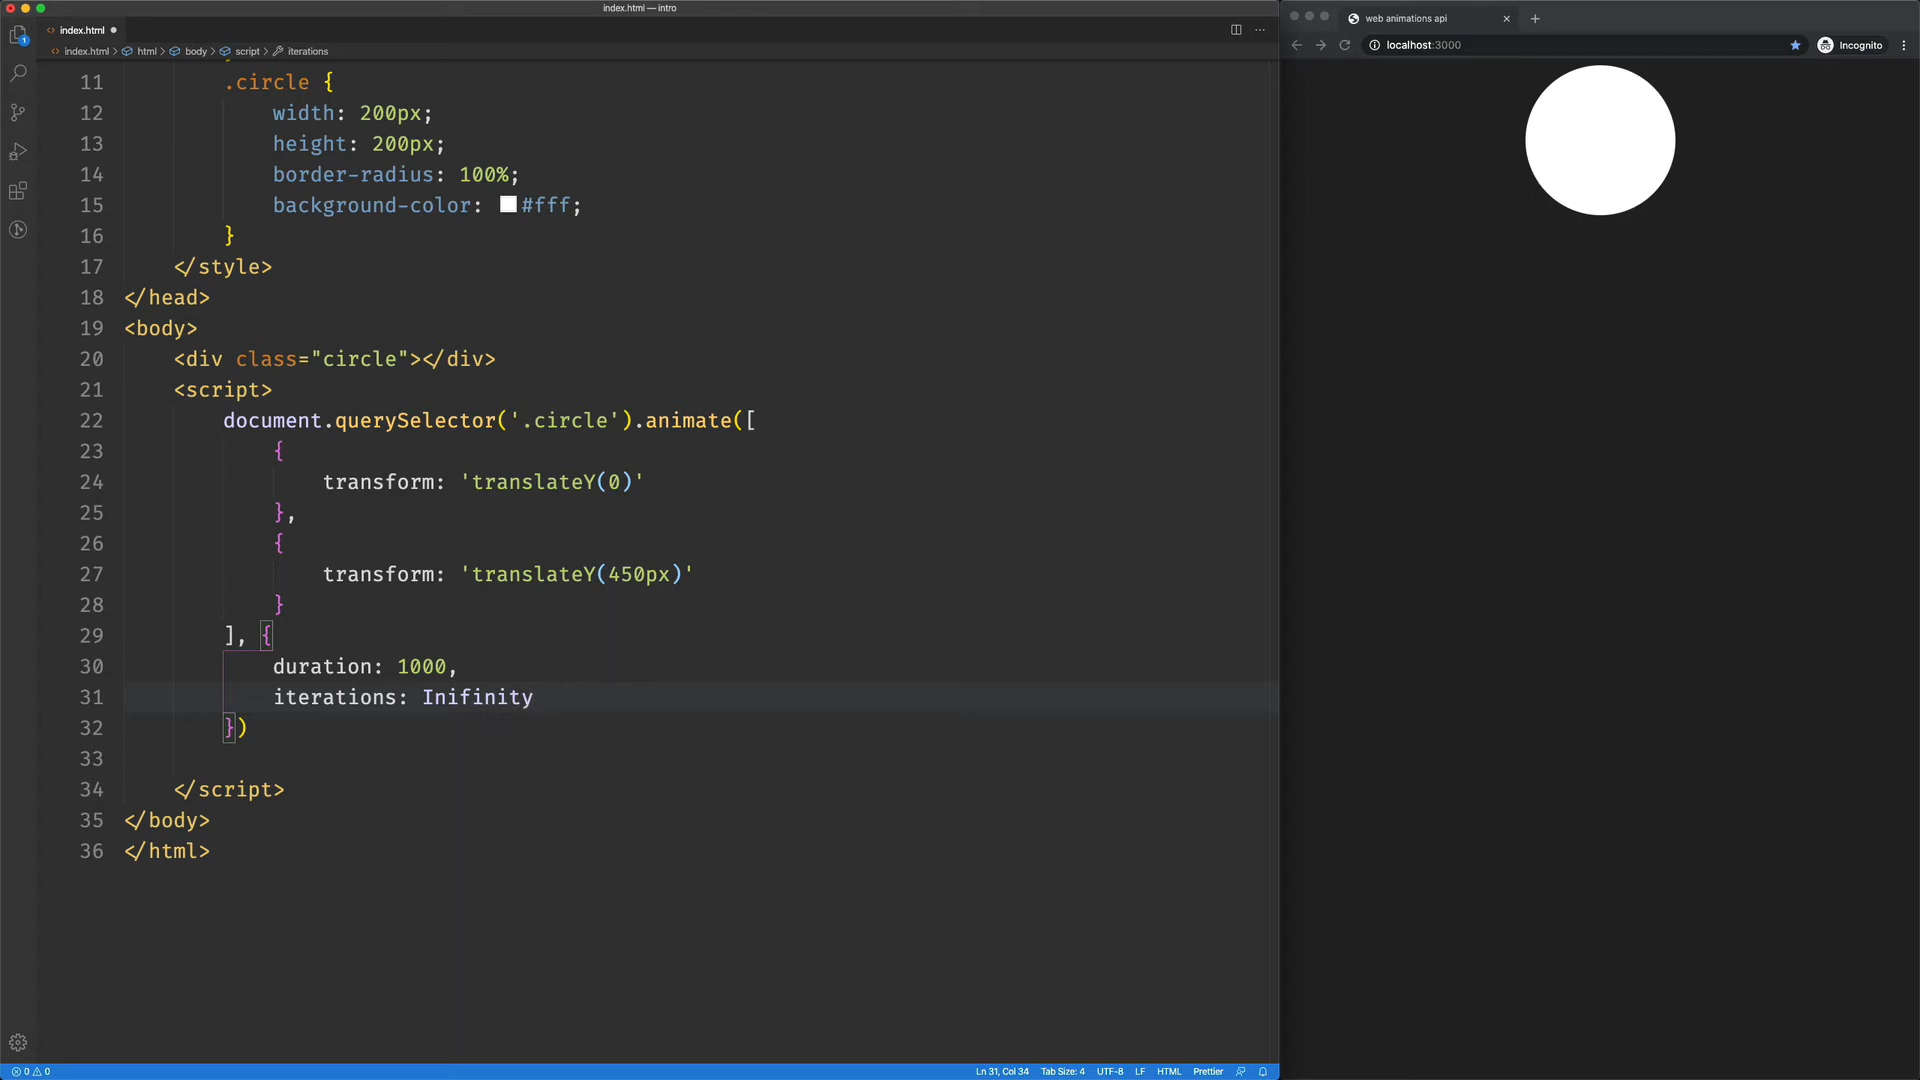 index.html — intro
index.html
index.html > html > body > script > iterations
11 .circle {
12 width: 200px;
13 height: 200px;
14 border-radius: 100%;
15 background-color: #fff;
16 }
17 </style>
18 </head>
19 <body>
20 <div class="circle"></div>
21 <script>
22 document.querySelector('.circle').animate([
23 {
24 transform: 'translateY(0)'
25 },
26 {
27 transform: 'translateY(450px)'
28 }
29 ], {
30 duration: 1000,
31 iterations: Inifinity
32 })
33
34 </script>
35 </body>
36 </html>
1
0 0
Ln 31, Col 34 Tab Size: 4 UTF-8 LF HTML Prettier
web animations api
localhost:3000
Incognito